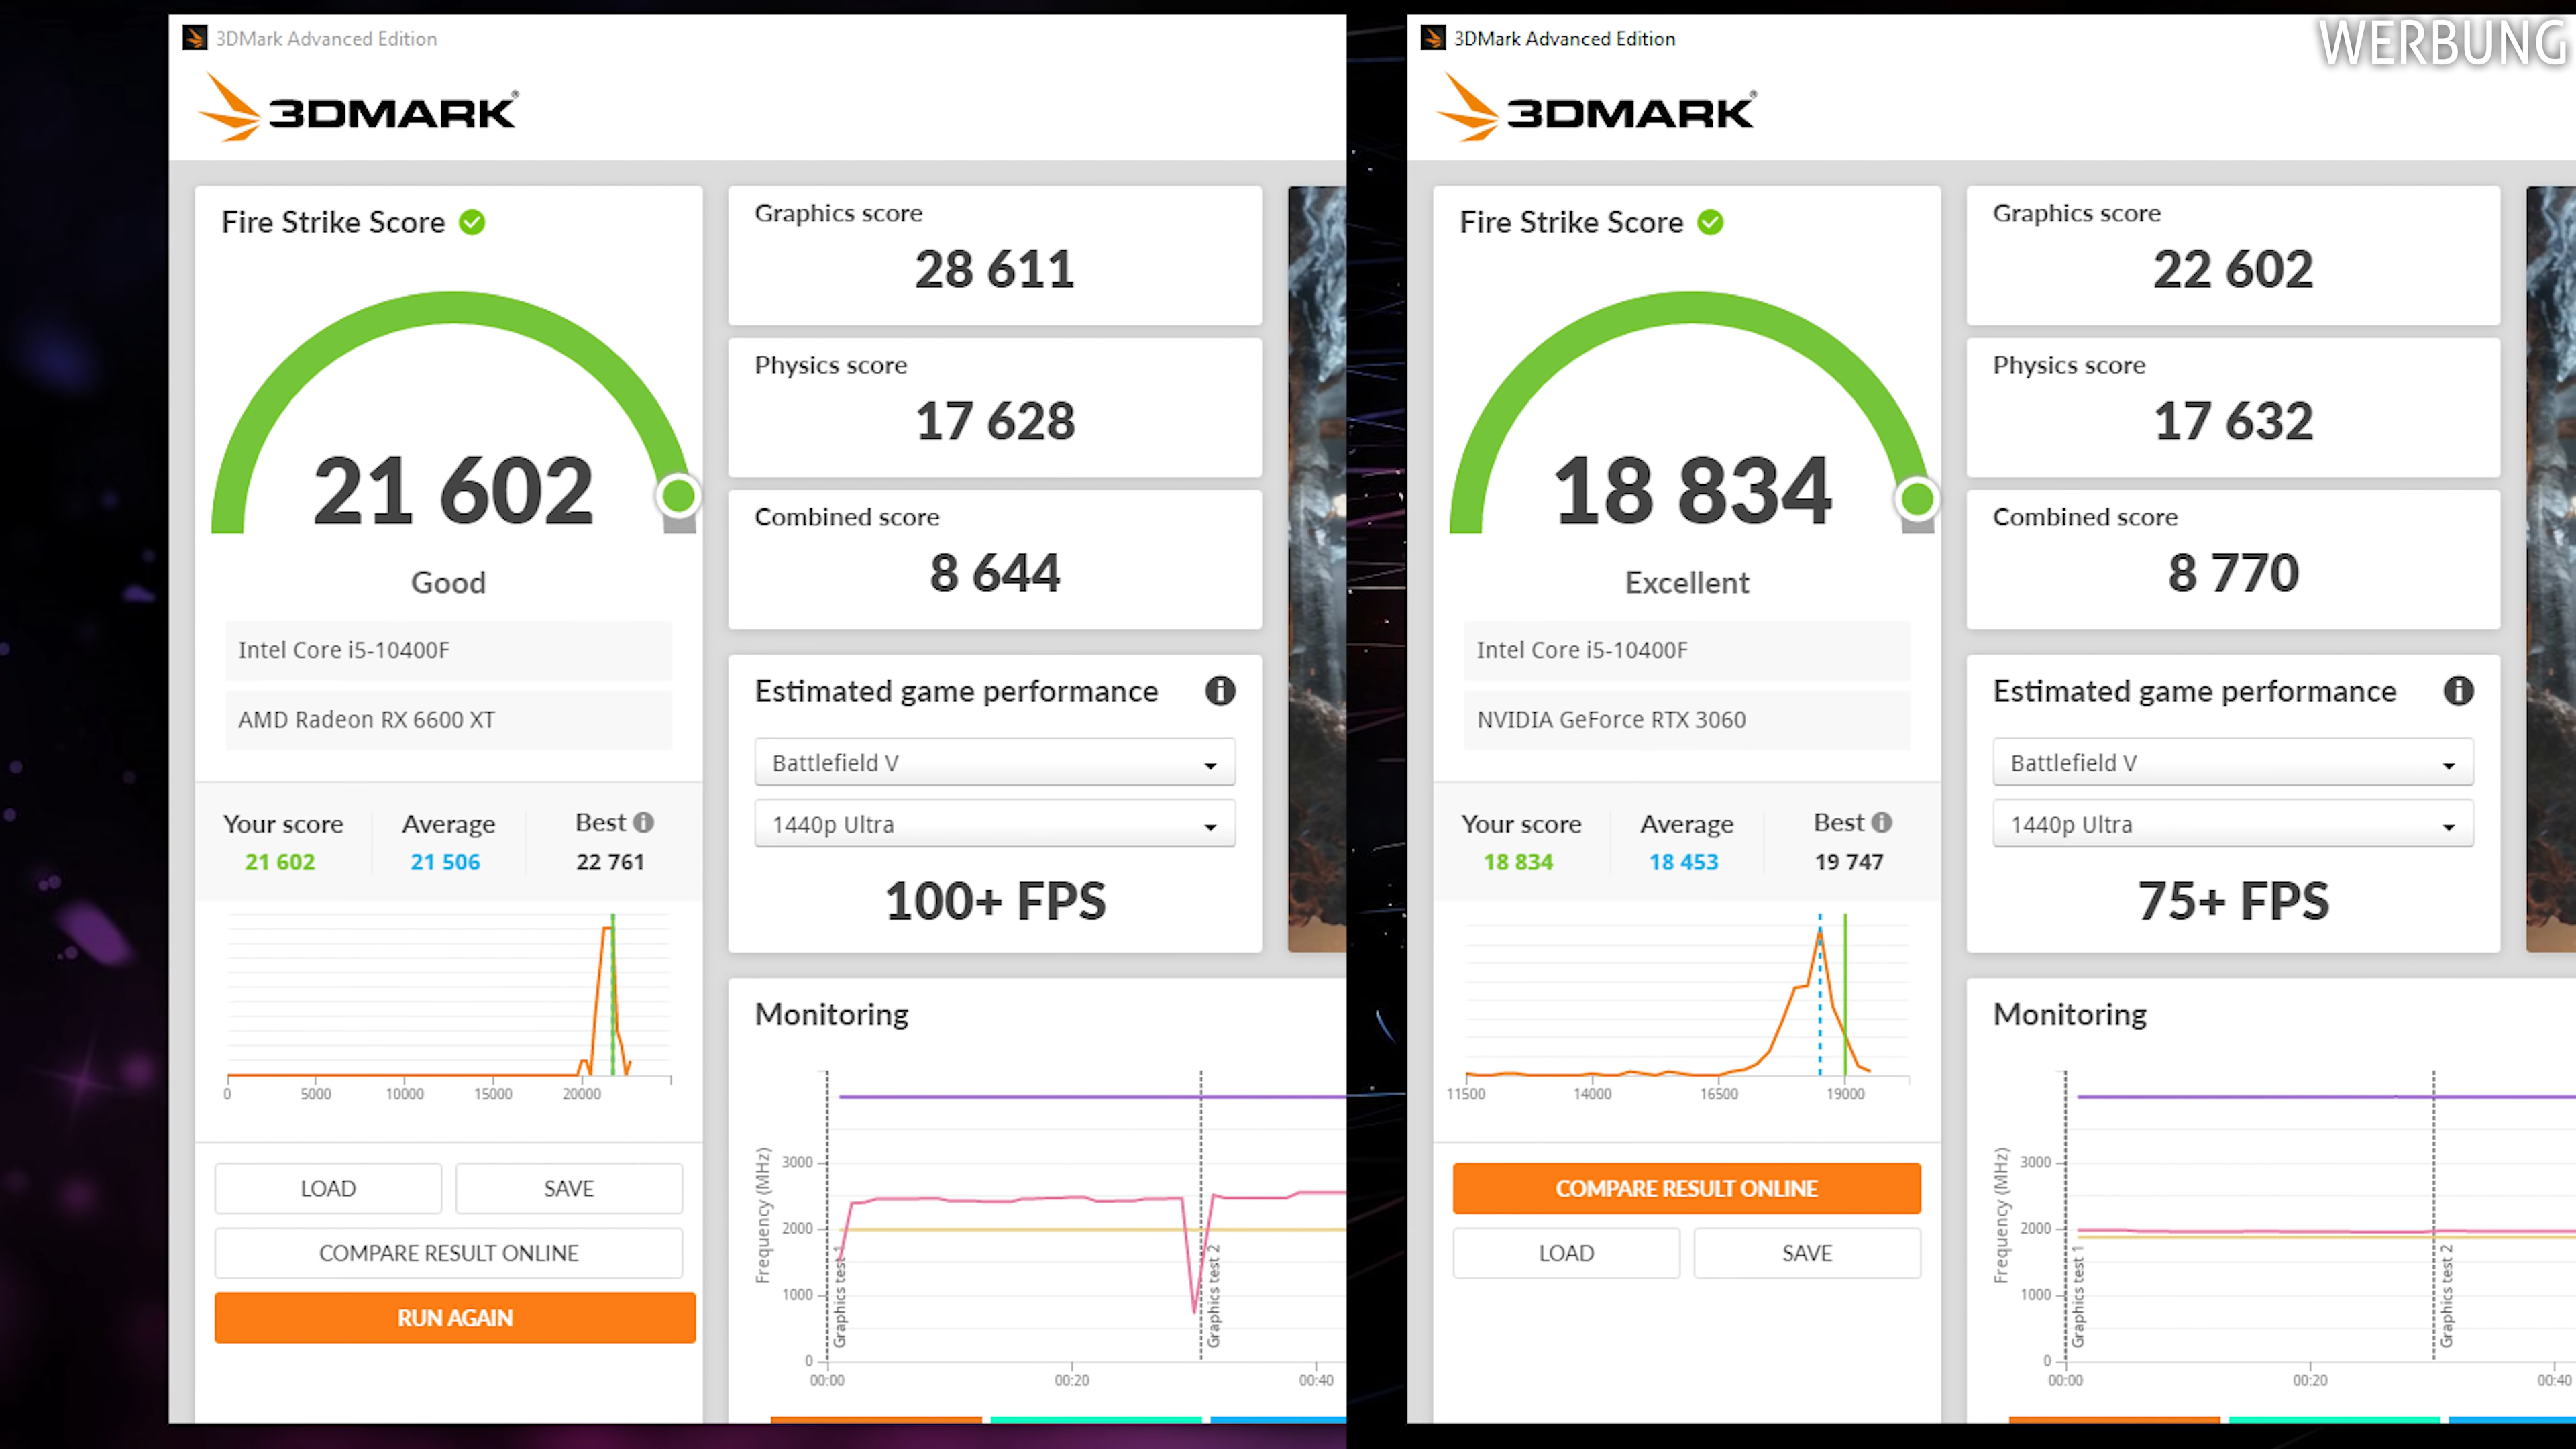 3DMark Advanced Edition
3DMARK®
Fire Strike Score
21 602
Good
Intel Core i5-10400F
AMD Radeon RX 6600 XT
Your score Average Best
21 602 21 506 22 761
0 5000 10000 15000 20000
LOAD SAVE
COMPARE RESULT ONLINE
RUN AGAIN
Graphics score
28 611
Physics score
17 628
Combined score
8 644
Estimated game performance
Battlefield V
1440p Ultra
100+ FPS
Monitoring
Frequency (MHz)
3000
2000
1000
0
Graphics test 1
Graphics test 2
00:00 00:20 00:40
3DMark Advanced Edition
WERBUNG
3DMARK®
Fire Strike Score
18 834
Excellent
Intel Core i5-10400F
NVIDIA GeForce RTX 3060
Your score Average Best
18 834 18 453 19 747
11500 14000 16500 19000
COMPARE RESULT ONLINE
LOAD SAVE
Graphics score
22 602
Physics score
17 632
Combined score
8 770
Estimated game performance
Battlefield V
1440p Ultra
75+ FPS
Monitoring
Frequency (MHz)
3000
2000
1000
0
Graphics test 1
Graphics test 2
00:00 00:20 00:40